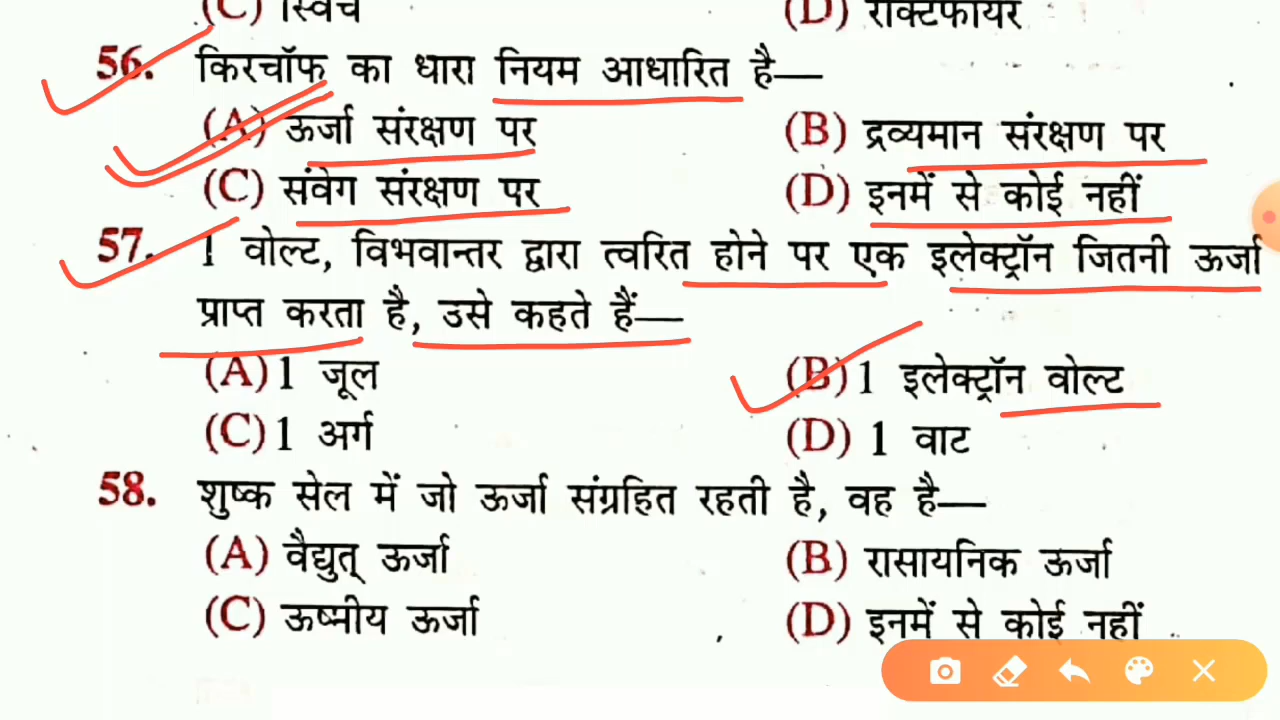 (C) स्विच (D) राक्टफायर
56. किरचॉफ का धारा नियम आधारित है—
(A) ऊर्जा संरक्षण पर (B) द्रव्यमान संरक्षण पर
(C) संवेग संरक्षण पर (D) इनमें से कोई नहीं
57. 1 वोल्ट, विभवान्तर द्वारा त्वरित होने पर एक इलेक्ट्रॉन जितनी ऊर्जा
प्राप्त करता है, उसे कहते हैं—
(A) 1 जूल (B) 1 इलेक्ट्रॉन वोल्ट
(C) 1 अर्ग (D) 1 वाट
58. शुष्क सेल में जो ऊर्जा संग्रहित रहती है, वह है—
(A) वैद्युत् ऊर्जा (B) रासायनिक ऊर्जा
(C) ऊष्मीय ऊर्जा (D) इनमें से कोई नहीं